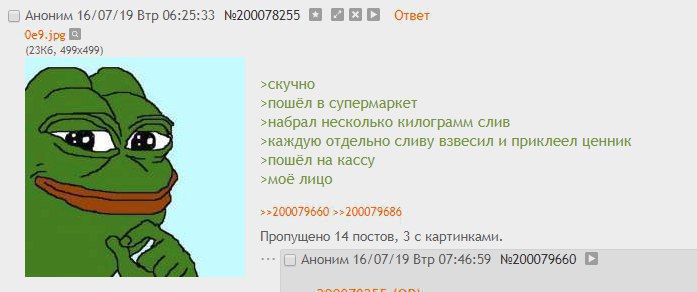 Аноним 16/07/19 Втр 06:25:33 №200078255 Ответ
0e9.jpg
(23Кб, 499x499)
>скучно
>пошёл в супермаркет
>набрал несколько килограмм слив
>каждую отдельно сливу взвесил и приклеел ценник
>пошёл на кассу
>моё лицо
>>200079660 >>200079686
Пропущено 14 постов, 3 с картинками.
... Аноним 16/07/19 Втр 07:46:59 №200079660